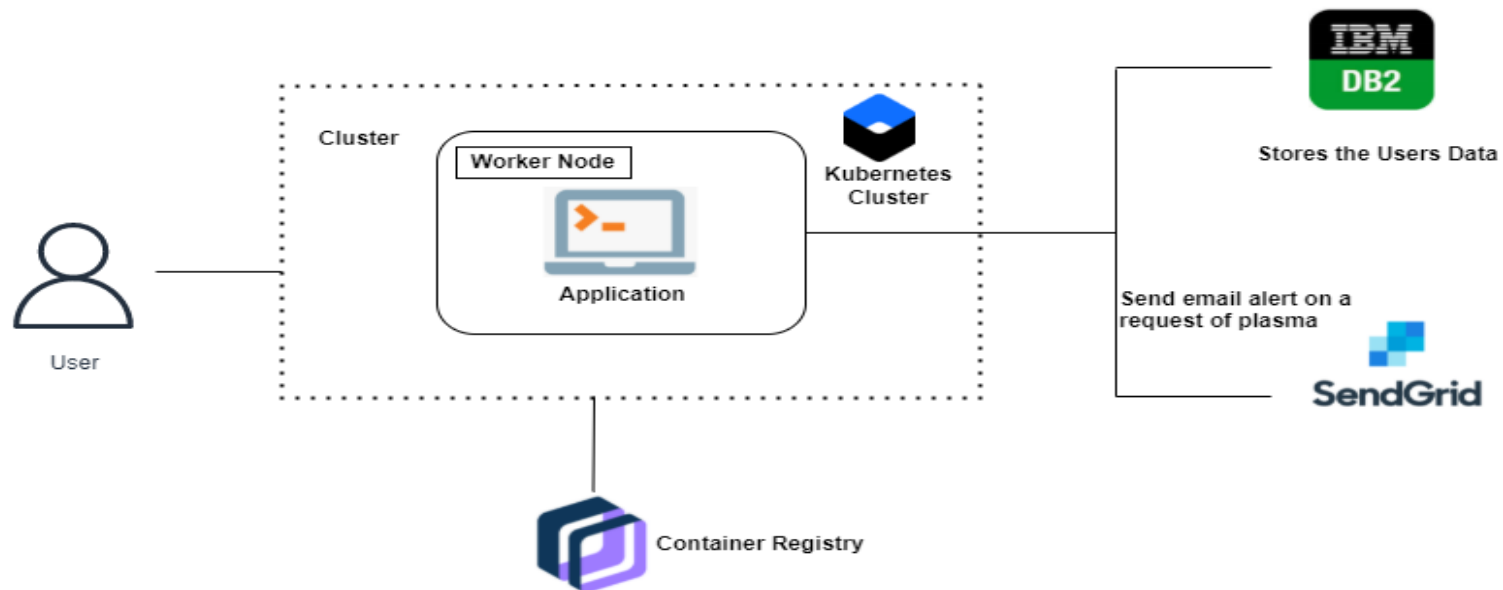 IBM
DB2
Stores the Users Data
Cluster
Worker Node
Kubernetes
Cluster
Application
User
Send email alert on a
request of plasma
SendGrid
Container Registry